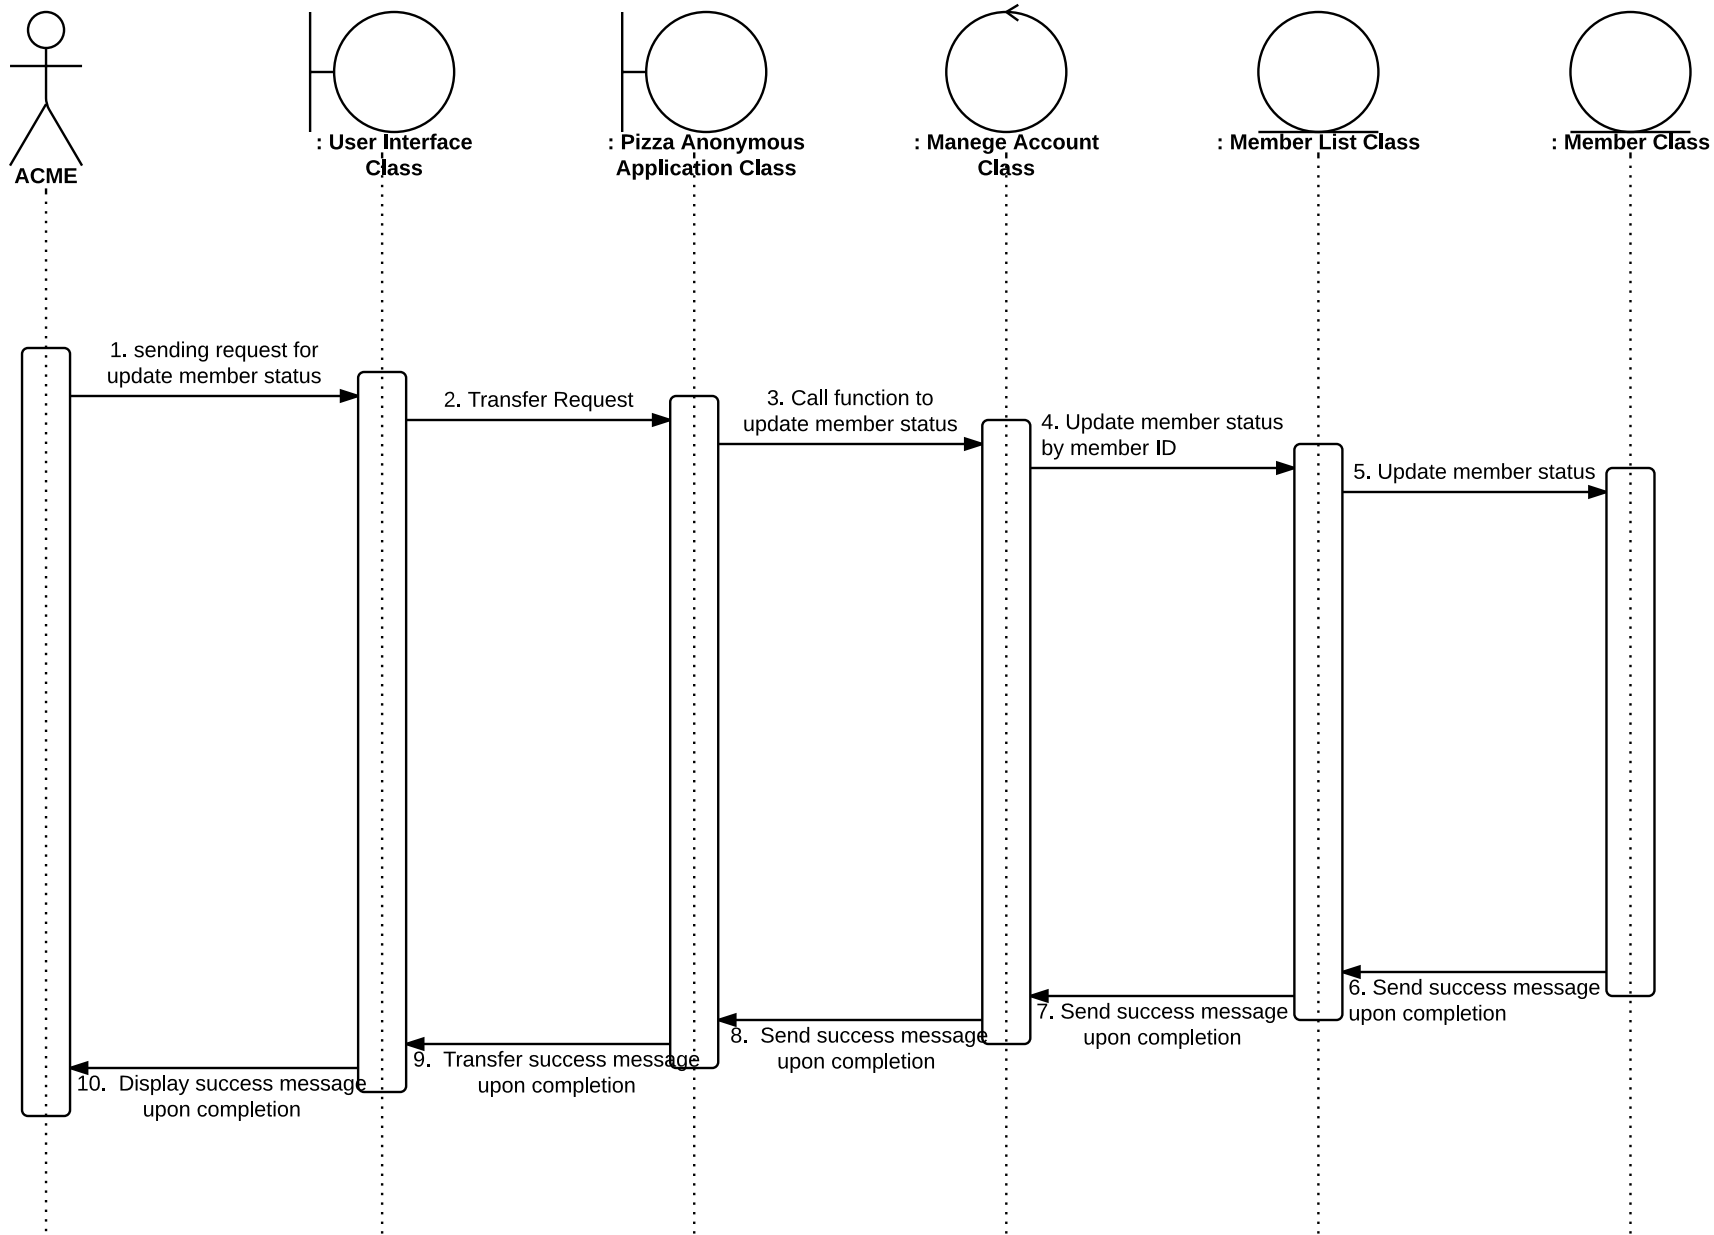 ACME
: User Interface
Class
: Pizza Anonymous
Application Class
: Manege Account
Class
: Member List Class
: Member Class
1. sending request for
update member status
2. Transfer Request
3. Call function to
update member status
4. Update member status
by member ID
5. Update member status
6. Send success message
upon completion
7. Send success message
upon completion
8. Send success message
upon completion
9. Transfer success message
upon completion
10. Display success message
upon completion